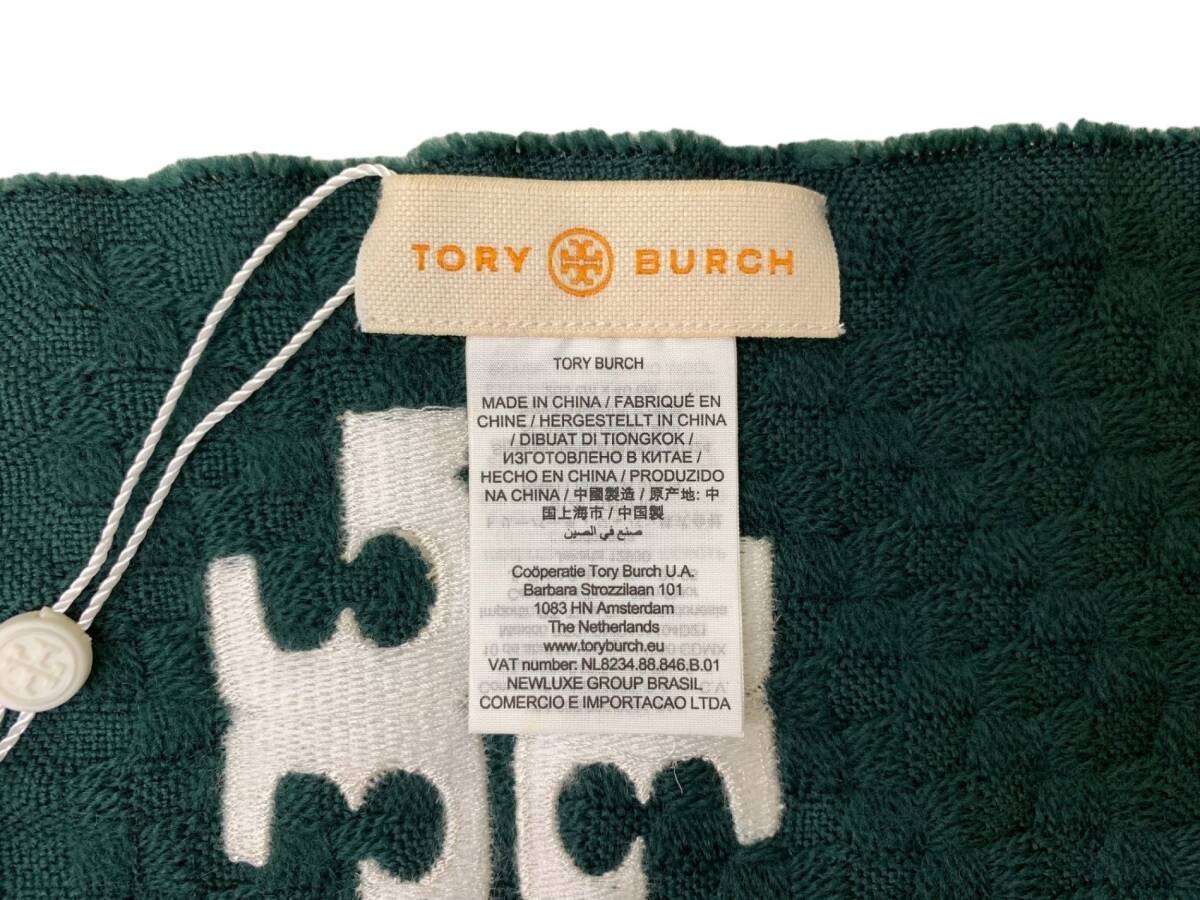 TORY BURCH
TORY BURCH
MADE IN CHINA / FABRIQUÉ EN
CHINE / HERGESTELLT IN CHINA
/ DIBUAT DI TIONGKOK /
ИЗГОТОВЛЕНО В КИТАЕ /
HECHO EN CHINA / PRODUZIDO
NA CHINA / 中國製造 / 原产地: 中
国上海市 / 中国製
صنع في الصين
Coöperatie Tory Burch U.A.
Barbara Strozzilaan 101
1083 HN Amsterdam
The Netherlands
www.toryburch.eu
VAT number: NL8234.88.846.B.01
NEWLUXE GROUP BRASIL
COMERCIO E IMPORTACAO LTDA